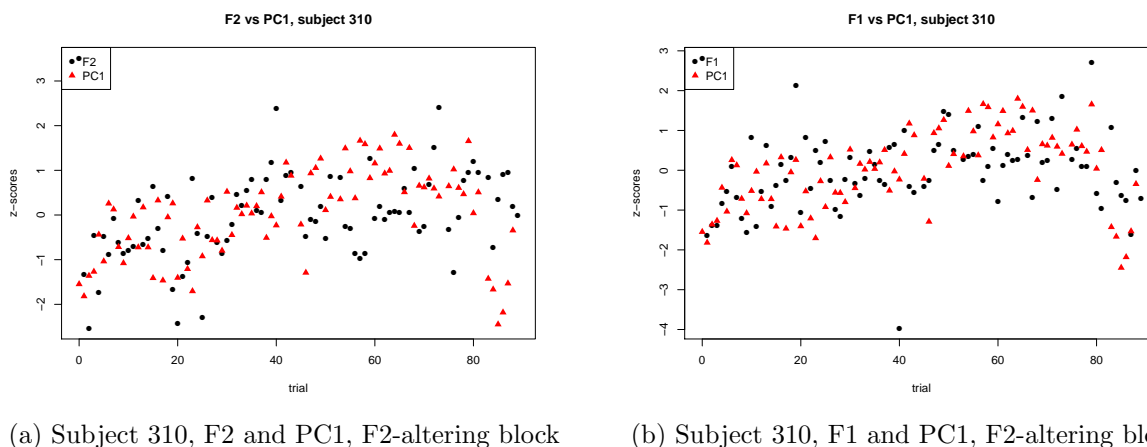 F2 vs PC1, subject 310
F2
PC1
z−scores
3
2
1
0
−1
−2
0
20
40
60
80
trial
(a) Subject 310, F2 and PC1, F2-altering block
F1 vs PC1, subject 310
F1
PC1
z−scores
3
2
1
0
−1
−2
−3
−4
0
20
40
60
80
trial
(b) Subject 310, F1 and PC1, F2-altering bl